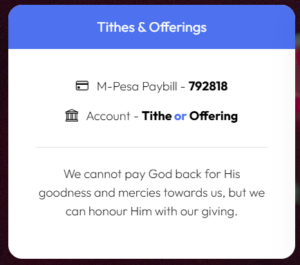 Tithes & Offerings
M-Pesa Paybill - 792818
Account - Tithe or Offering
We cannot pay God back for His
goodness and mercies towards us, but we
can honour Him with our giving.